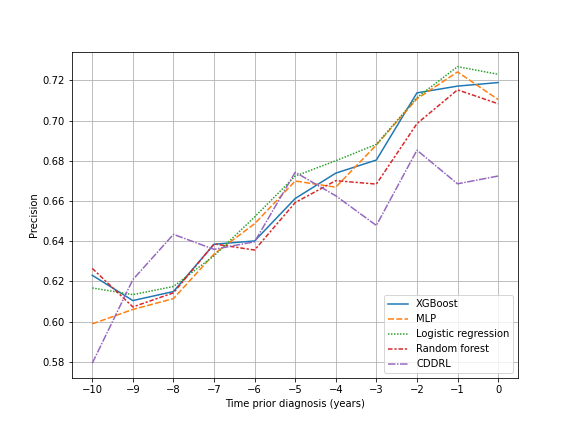 0.72
0.70
0.68
0.66
0.64
0.62
0.60
0.58
Precision
XGBoost
MLP
Logistic regression
Random forest
CDDRL
−10 −9 −8 −7 −6 −5 −4 −3 −2 −1 0
Time prior diagnosis (years)